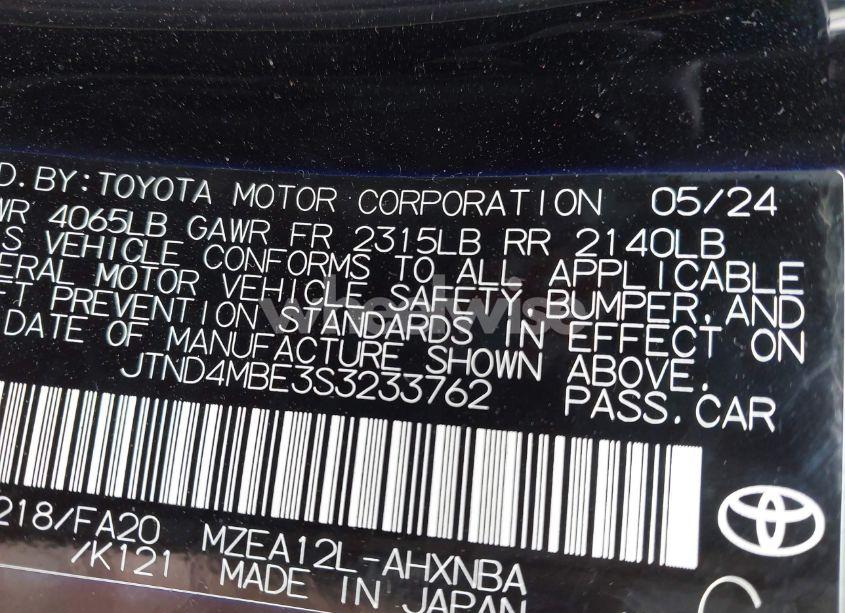 D. BY: TOYOTA MOTOR CORPORATION 05/24
WR 4065LB GAWR FR 2315LB RR 2140LB
S VEHICLE CONFORMS TO ALL APPLICABLE
ERAL MOTOR VEHICLE SAFETY, BUMPER, AND
FT PREVENTION STANDARDS IN EFFECT ON
DATE OF MANUFACTURE SHOWN ABOVE.
JTND4MBE3S3233762 PASS.CAR
218/FA20 MZEA12L-AHXNBA
/K121 MADE IN JAPAN